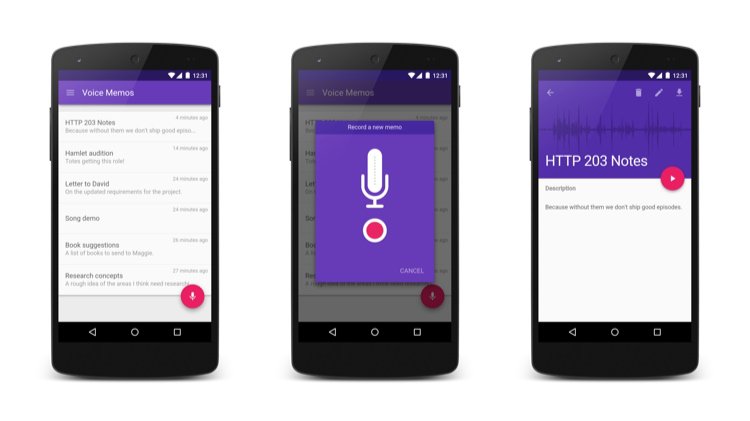 12:31
Voice Memos
4 minutes ago
HTTP 203 Notes
Because without them we don't ship good episo...
14 minutes ago
Hamlet audition
Totes getting this role!
24 minutes ago
Letter to David
On the updated requirements for the project.
24 minutes ago
Song demo
26 minutes ago
Book suggestions
A list of books to send to Maggie.
27 minutes ago
Research concepts
A rough idea of the areas I think need researchi
12:31
Voice Memos
Record a new memo
CANCEL
12:31
HTTP 203 Notes
Description
Because without them we don't ship good episodes.